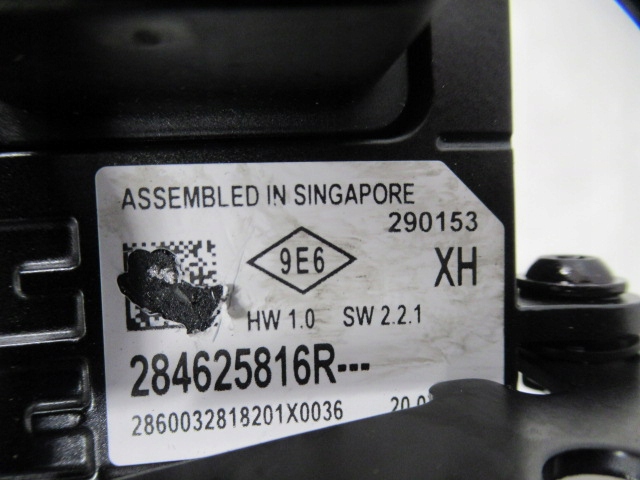 ASSEMBLED IN SINGAPORE
290153
9E6
XH
HW 1.0 SW 2.2.1
284625816R---
2860032818201X0036